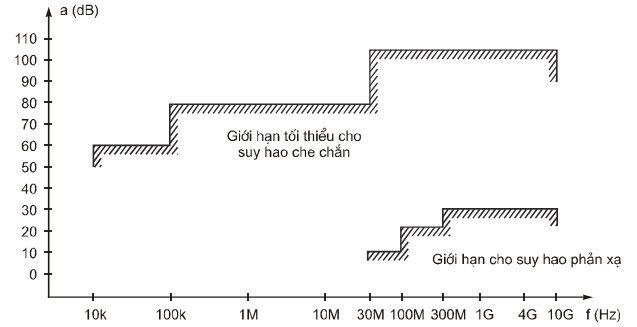 a (dB)
110
100
90
80
70
60
50
40
30
20
10
0
Giới hạn tối thiểu cho
suy hao che chắn
Giới hạn cho suy hao phản xạ
10k 100k 1M 10M 30M 100M 300M 1G 4G 10G f (Hz)